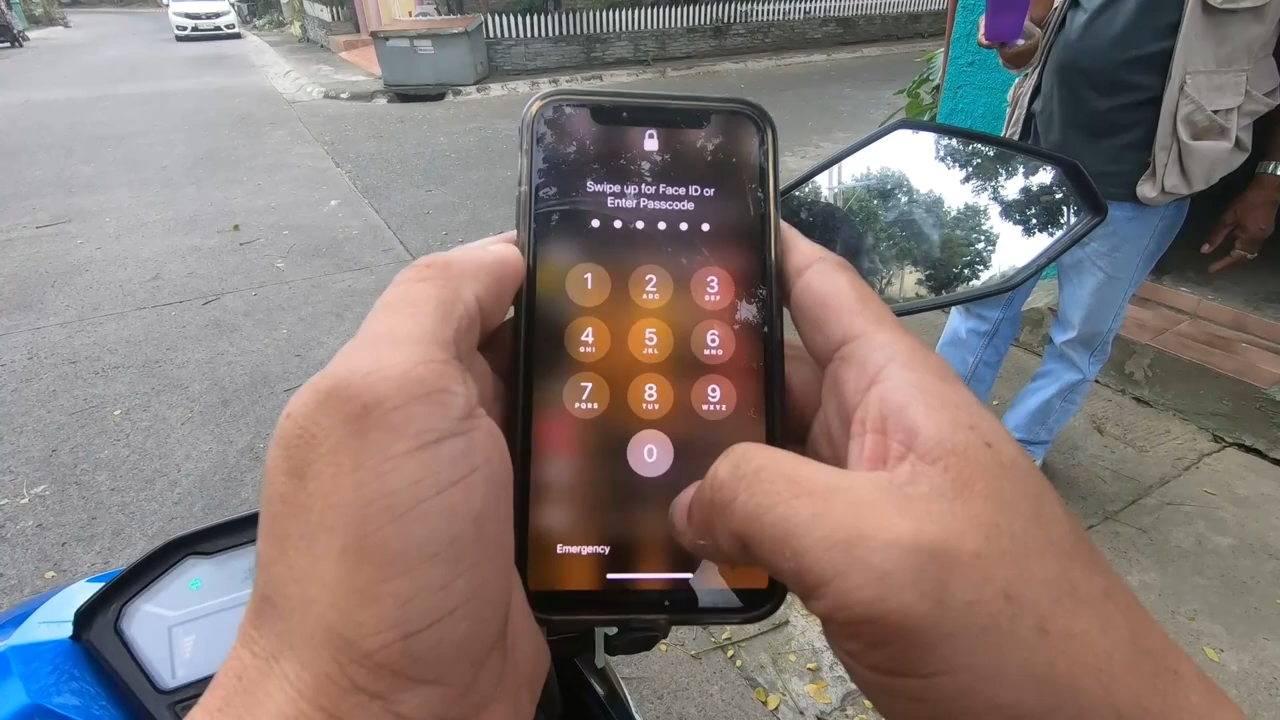 Swipe up for Face ID or
Enter Passcode
1
2
ABC
3
DEF
4
GHI
5
JKL
6
MNO
7
PQRS
8
TUV
9
WXYZ
0
Emergency